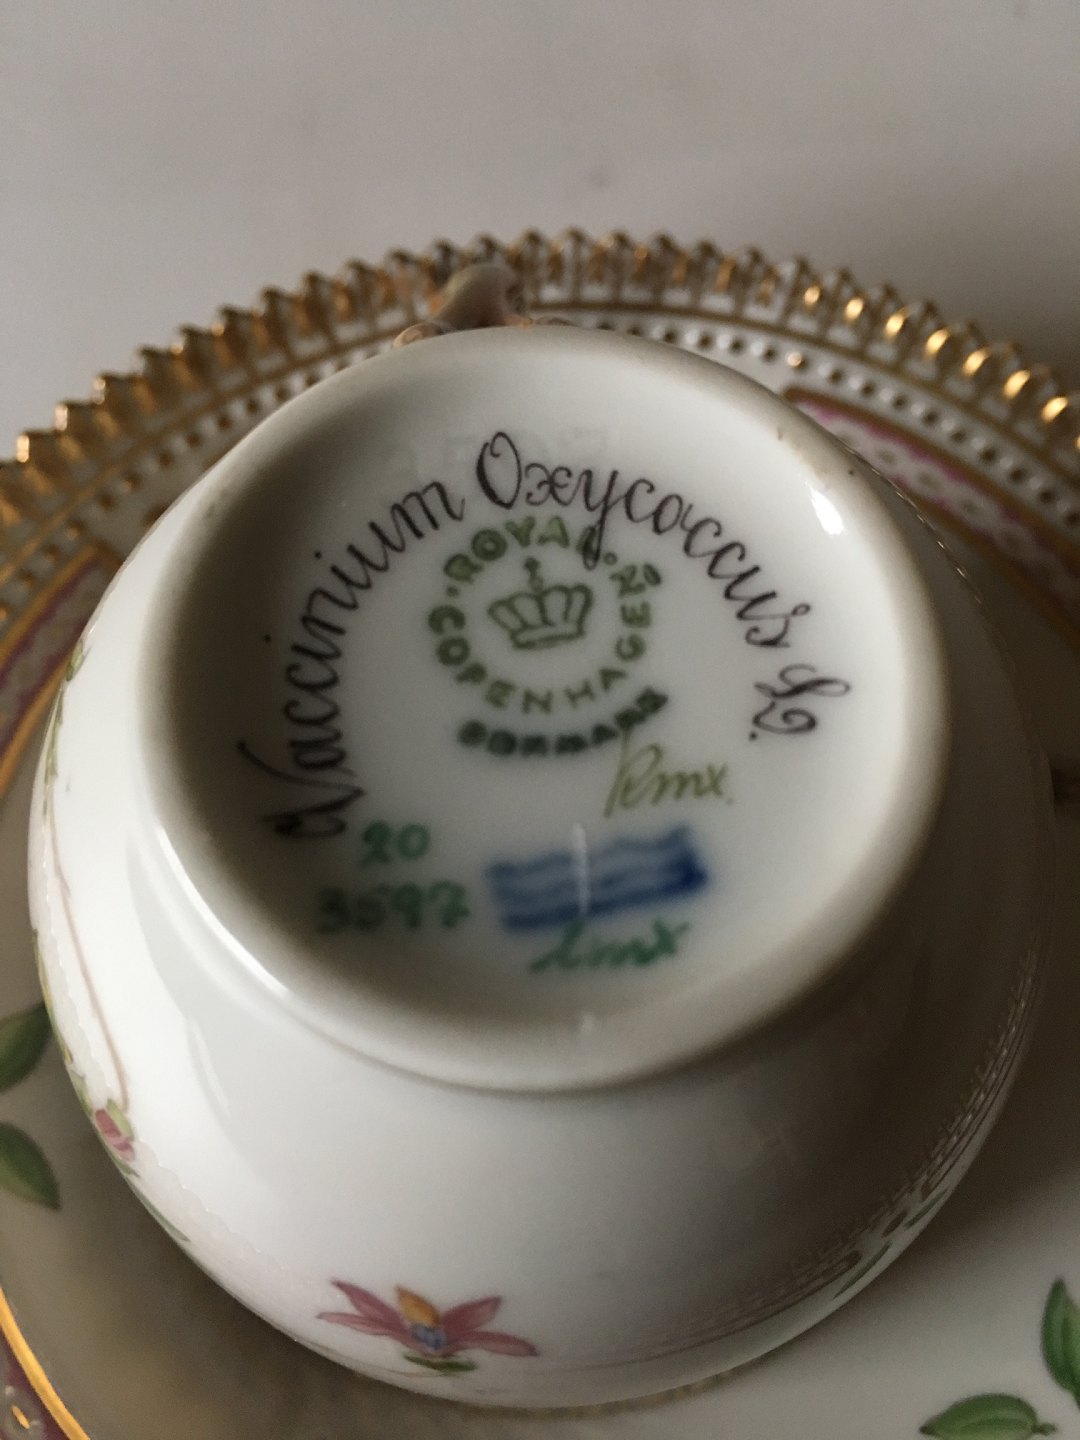 Vaccinium Oxycoccus L.
ROYAL COPENHAGEN
DENMARK
20
3597